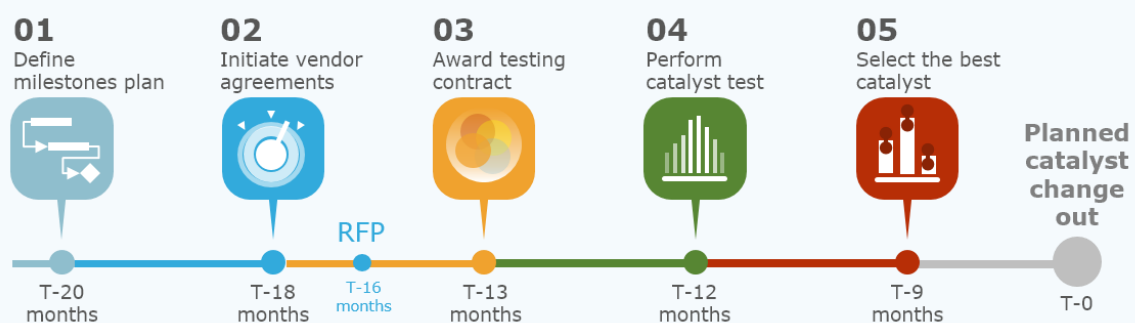 01
Define
milestones plan
02
Initiate vendor
agreements
03
Award testing
contract
04
Perform
catalyst test
05
Select the best
catalyst
Planned
catalyst
change
out
RFP
T-20
months
T-18
months
T-16
months
T-13
months
T-12
months
T-9
months
T-0